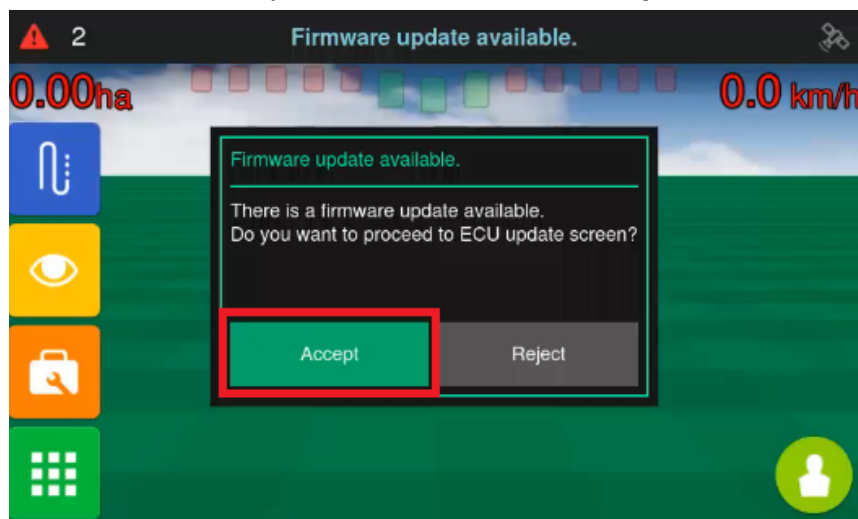 2
Firmware update available.
0.00ha
0.0 km/h
Firmware update available.
There is a firmware update available.
Do you want to proceed to ECU update screen?
Accept
Reject